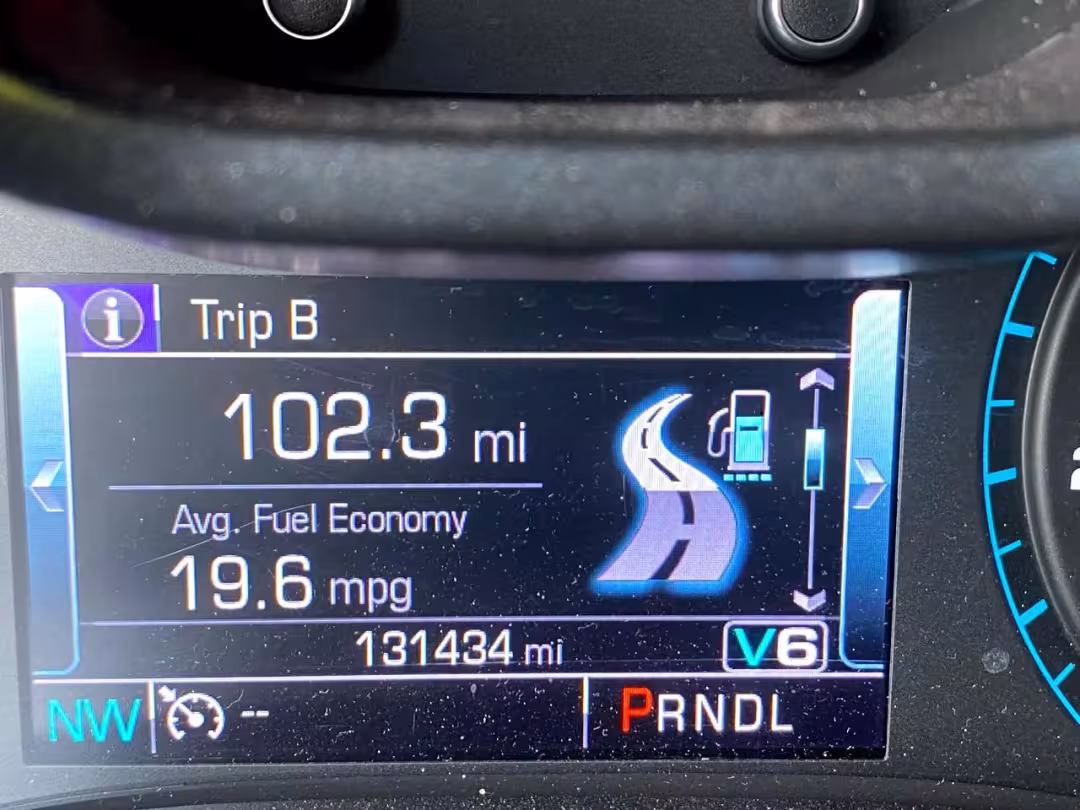 Trip B
102.3 mi
Avg. Fuel Economy
19.6 mpg
131434 mi
V6
NW -- PRNDL